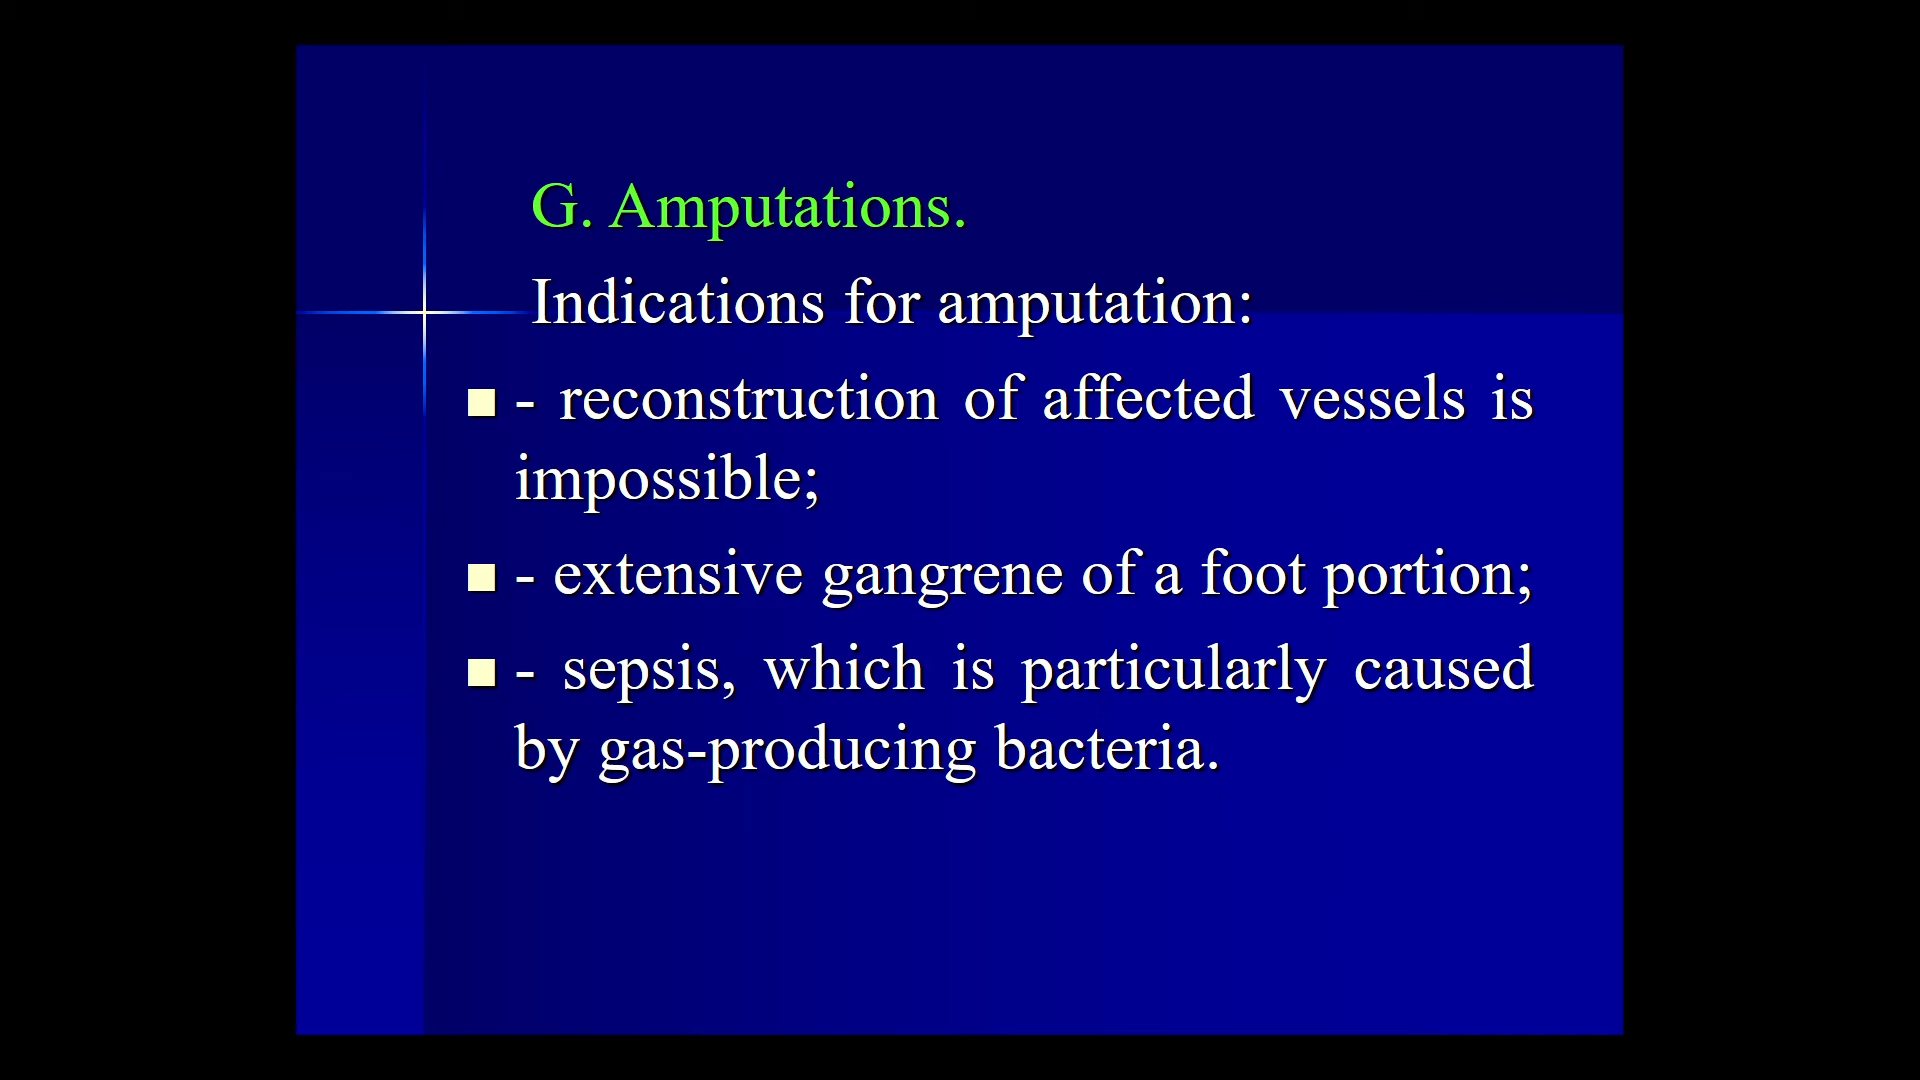 G. Amputations.
Indications for amputation:
- reconstruction of affected vessels is
impossible;
- extensive gangrene of a foot portion;
- sepsis, which is particularly caused
by gas-producing bacteria.